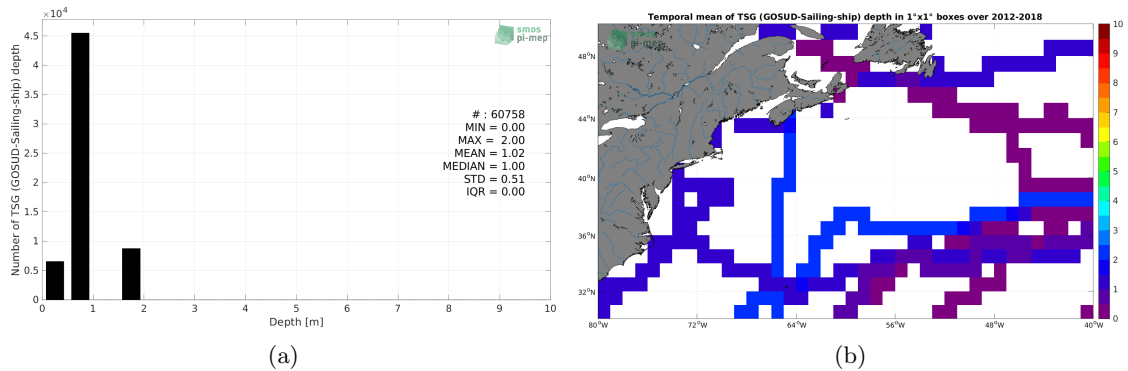 ×10⁴
4.5
4
3.5
3
2.5
2
1.5
1
0.5
0
0 1 2 3 4 5 6 7 8 9 10
Number of TSG (GOSUD-Sailing-ship) depth
Depth [m]
smos
pi-mep
# : 60758
MIN = 0.00
MAX = 2.00
MEAN = 1.02
MEDIAN = 1.00
STD = 0.51
IQR = 0.00
(a)
Temporal mean of TSG (GOSUD-Sailing-ship) depth in 1°x1° boxes over 2012-2018
smos
pi-mep
48°N
44°N
40°N
36°N
32°N
80°W 72°W 64°W 56°W 48°W 40°W
10
9
8
7
6
5
4
3
2
1
0
(b)